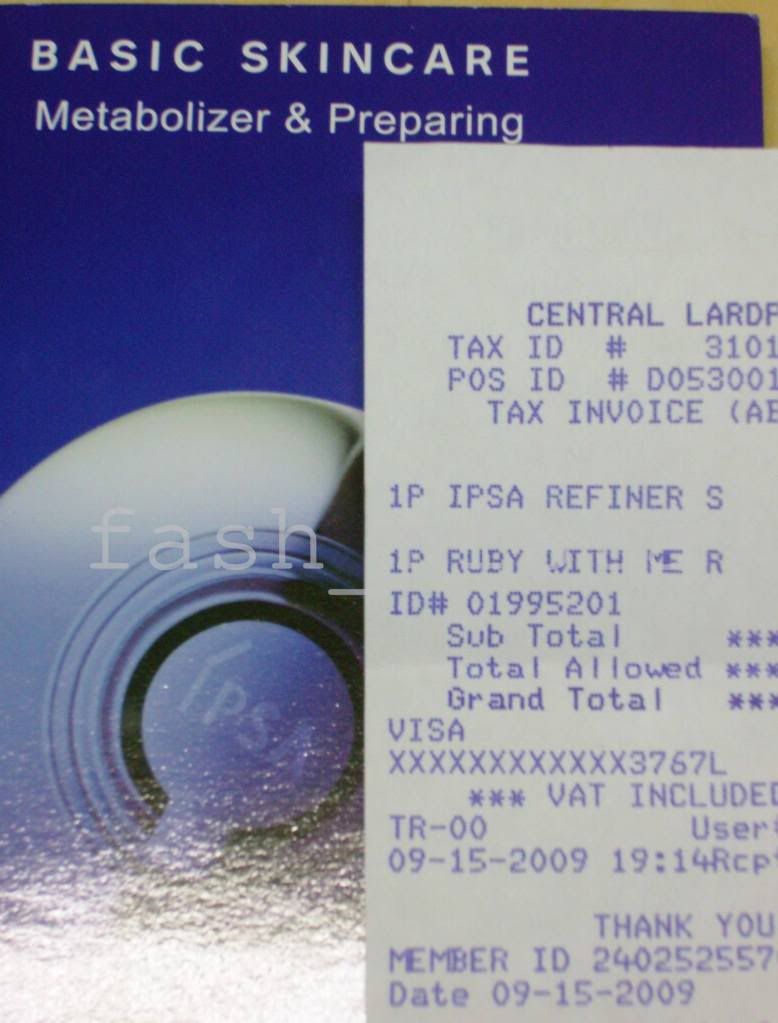 BASIC SKINCARE
Metabolizer & Preparing
fash_
IPSA
CENTRAL LARDP
TAX ID # 3101
POS ID # D053001
TAX INVOICE (AB
1P IPSA REFINER S
1P RUBY WITH ME R
ID# 01995201
Sub Total ***
Total Allowed ***
Grand Total ***
VISA
XXXXXXXXXXXX3767L
*** VAT INCLUDED
TR-00 User:
09-15-2009 19:14Rcp
THANK YOU
MEMBER ID 2402525570
Date 09-15-2009